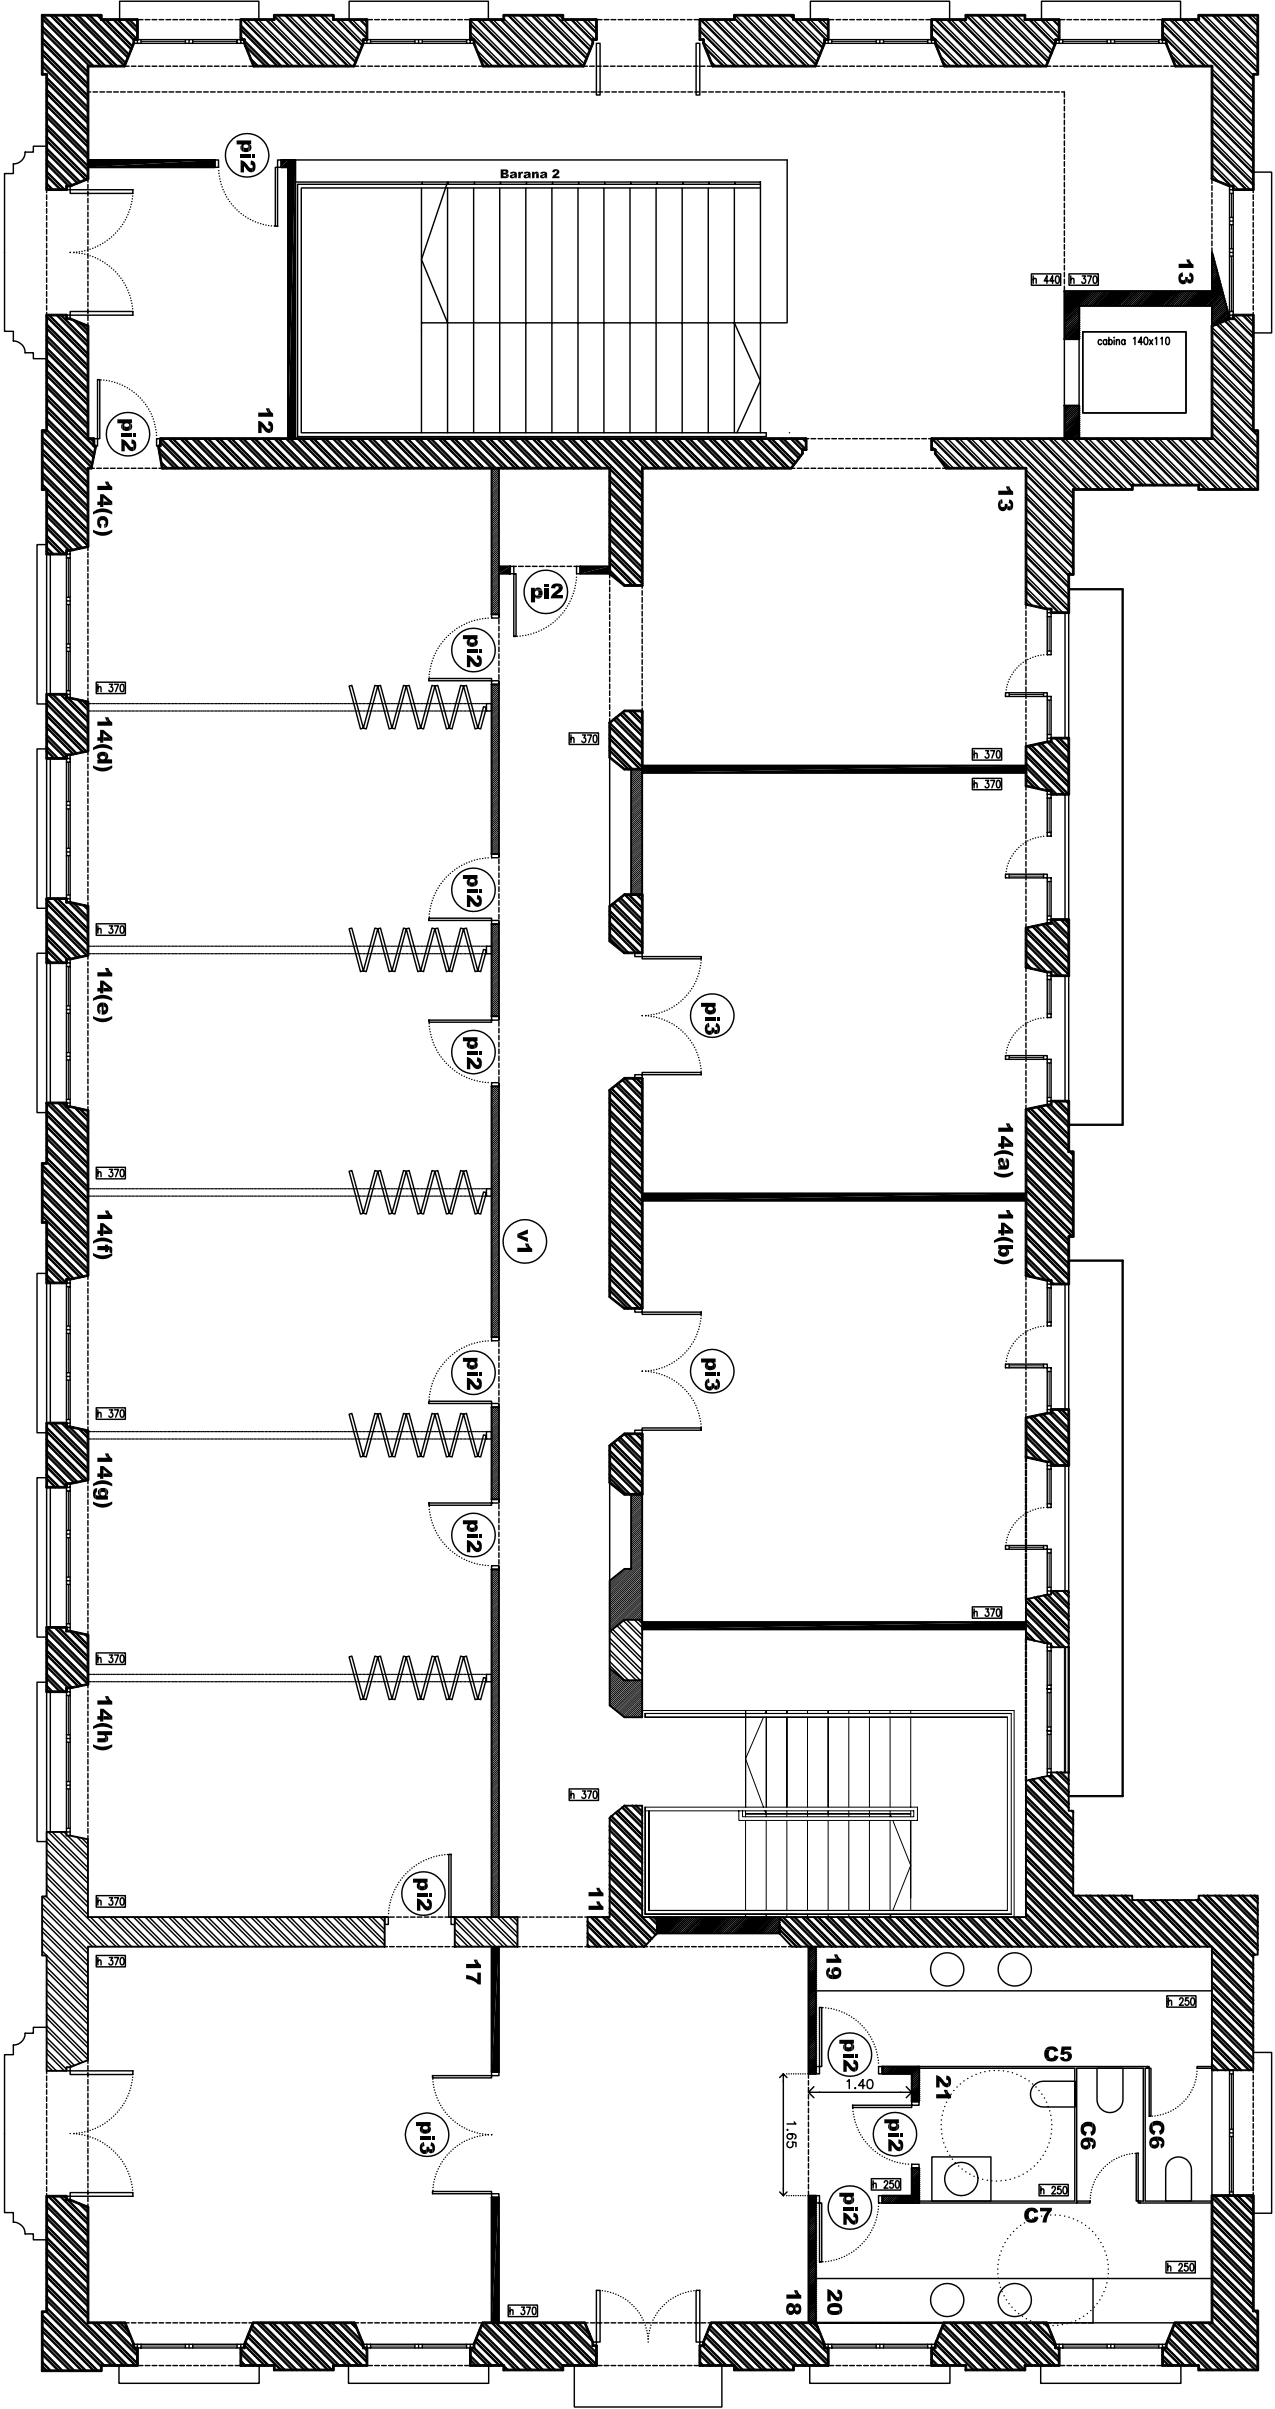 pi2
Barana 2
13
h 440
h 370
cabina 140x110
12
pi2
14(c)
13
pi2
pi2
h 370
14(d)
h 370
h 370
h 370
pi2
h 370
14(e)
pi3
pi2
14(a)
h 370
14(f)
v1
14(b)
pi3
pi2
h 370
14(g)
pi2
h 370
h 370
14(h)
h 370
pi2
11
h 370
h 370
17
19
h 250
pi2
C5
1.40
21
pi3
1.65
pi2
C6
C6
h 250
h 250
pi2
C7
h 250
h 370
18
20